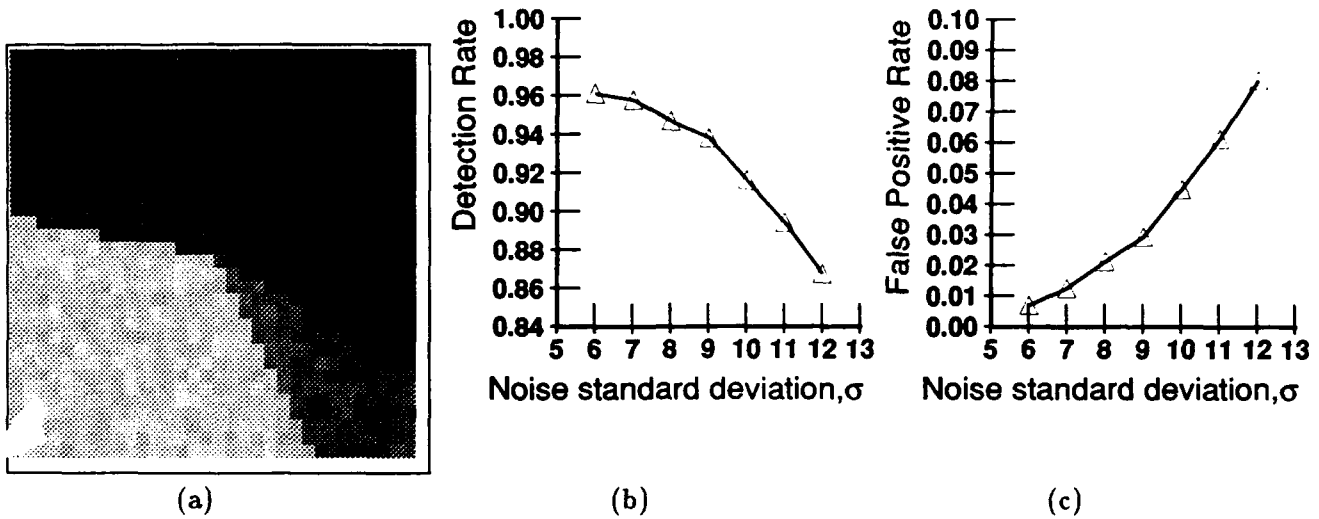 Detection Rate
1.00
0.98
0.96
0.94
0.92
0.90
0.88
0.86
0.84
5 6 7 8 9 10 11 12 13
Noise standard deviation,σ
False Positive Rate
0.10
0.09
0.08
0.07
0.06
0.05
0.04
0.03
0.02
0.01
0.00
5 6 7 8 9 10 11 12 13
Noise standard deviation,σ
(a)
(b)
(c)